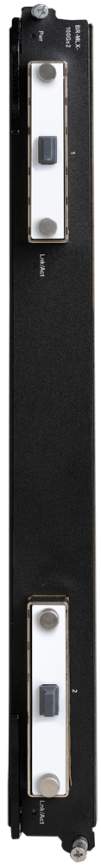 BR-MLX-
100Gx2
Pwr
1
Lnk/Act
2
Lnk/Act